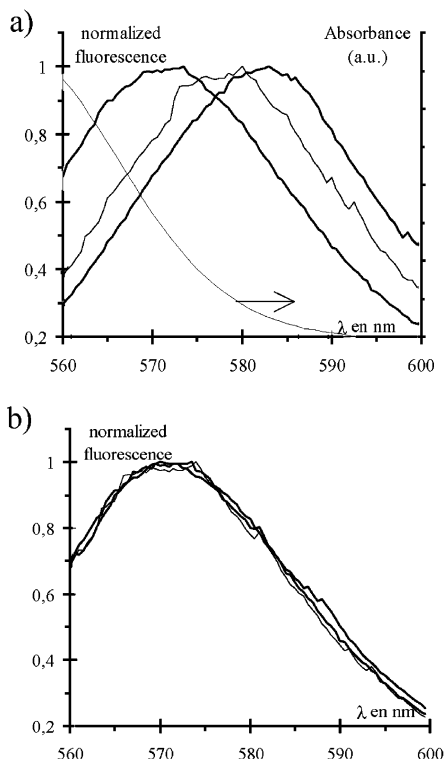 a)
normalized
fluorescence
Absorbance
(a.u.)
1
0,8
0,6
0,4
0,2
λ en nm
560
570
580
590
600
b)
normalized
fluorescence
1
0,8
0,6
0,4
0,2
λ en nm
560
570
580
590
600